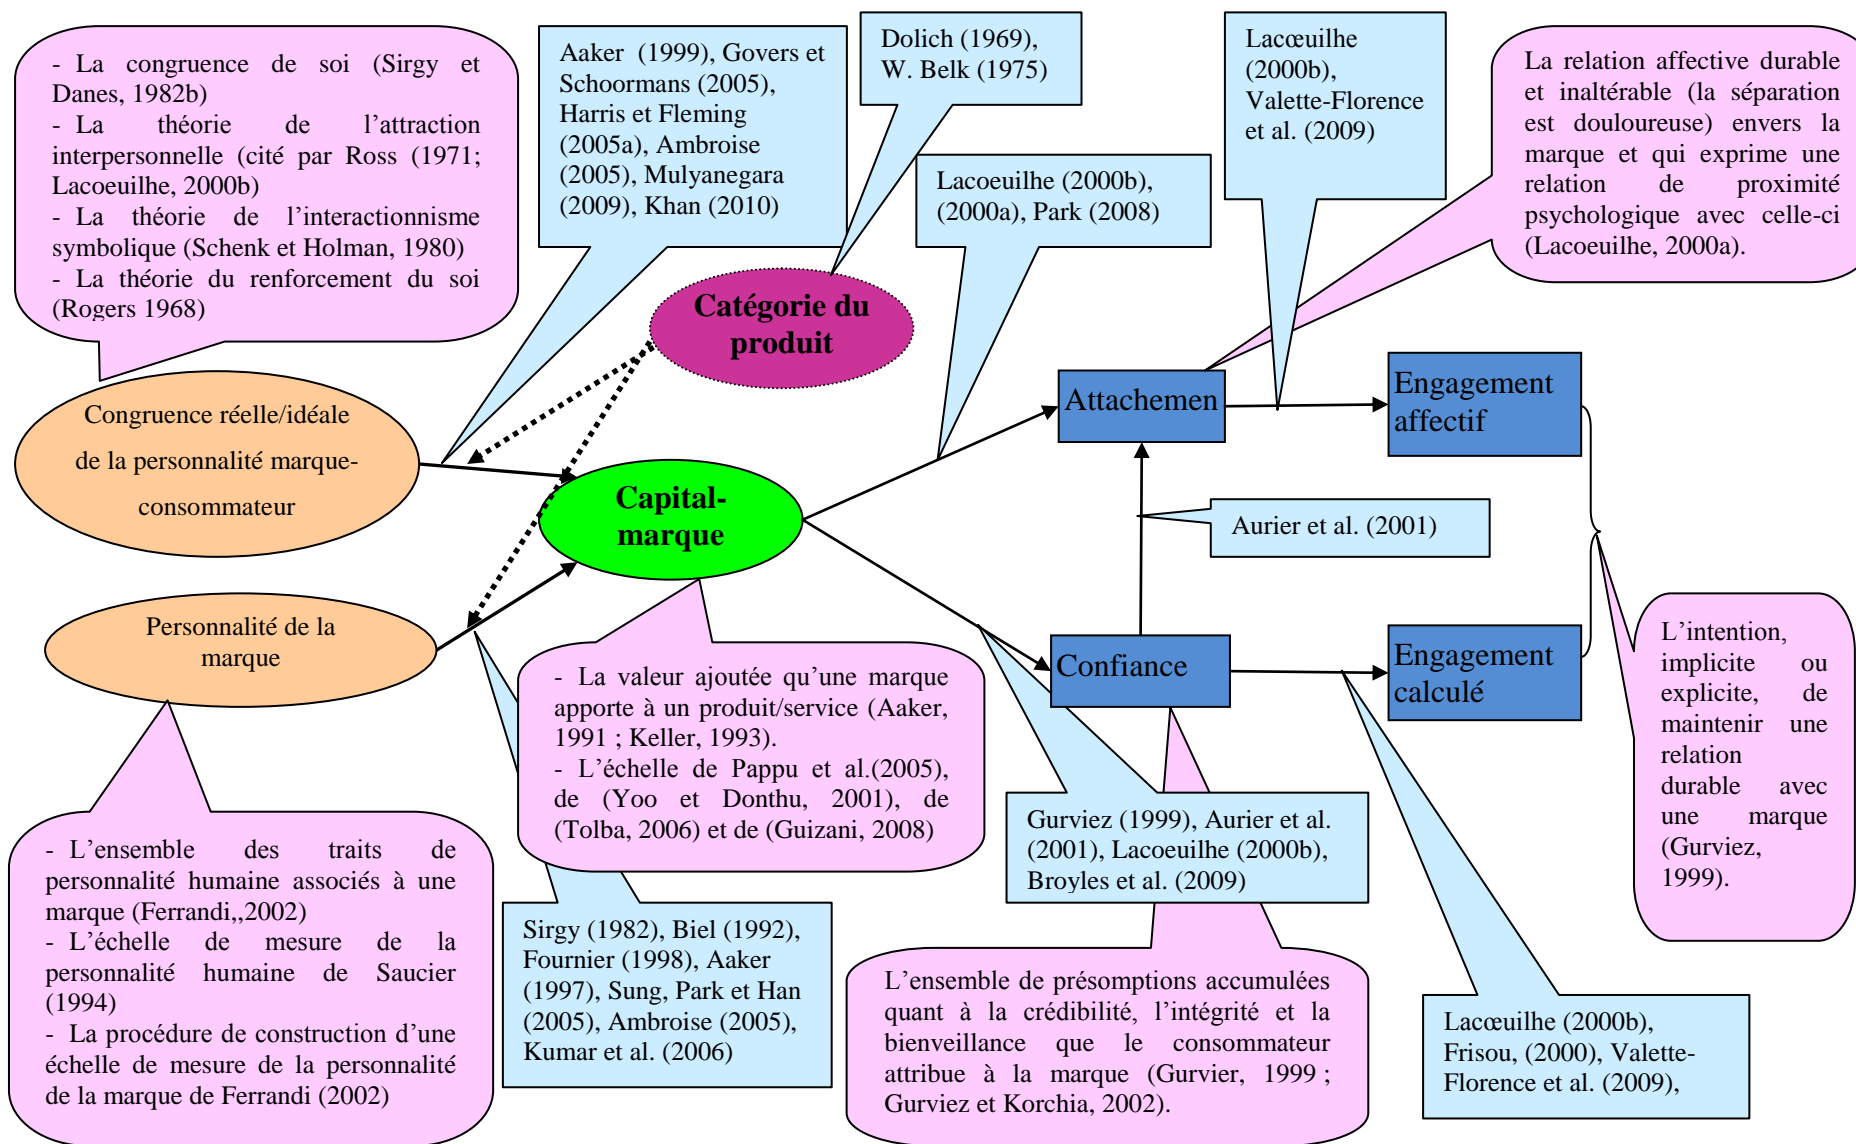 - La congruence de soi (Sirgy et
Danes, 1982b)
- La théorie de l’attraction
interpersonnelle (cité par Ross (1971;
Lacoeuilhe, 2000b)
- La théorie de l’interactionnisme
symbolique (Schenk et Holman, 1980)
- La théorie du renforcement du soi
(Rogers 1968)
Aaker (1999), Govers et
Schoormans (2005),
Harris et Fleming
(2005a), Ambroise
(2005), Mulyanegara
(2009), Khan (2010)
Dolich (1969),
W. Belk (1975)
Lacoeuilhe (2000b),
(2000a), Park (2008)
Lacœuilhe
(2000b),
Valette-Florence
et al. (2009)
La relation affective durable
et inaltérable (la séparation
est douloureuse) envers la
marque et qui exprime une
relation de proximité
psychologique avec celle-ci
(Lacoeuilhe, 2000a).
Catégorie du
produit
Congruence réelle/idéale
de la personnalité marque-
consommateur
Capital-
marque
Attachemen
Engagement
affectif
Aurier et al. (2001)
Personnalité de la
marque
Confiance
Engagement
calculé
- La valeur ajoutée qu’une marque
apporte à un produit/service (Aaker,
1991 ; Keller, 1993).
- L’échelle de Pappu et al.(2005),
de (Yoo et Donthu, 2001), de
(Tolba, 2006) et de (Guizani, 2008)
L’intention,
implicite ou
explicite, de
maintenir une
relation
durable avec
une marque
(Gurviez,
1999).
- L’ensemble des traits de
personnalité humaine associés à une
marque (Ferrandi,,2002)
- L’échelle de mesure de la
personnalité humaine de Saucier
(1994)
- La procédure de construction d’une
échelle de mesure de la personnalité
de la marque de Ferrandi (2002)
Sirgy (1982), Biel (1992),
Fournier (1998), Aaker
(1997), Sung, Park et Han
(2005), Ambroise (2005),
Kumar et al. (2006)
Gurviez (1999), Aurier et al.
(2001), Lacoeuilhe (2000b),
Broyles et al. (2009)
L’ensemble de présomptions accumulées
quant à la crédibilité, l’intégrité et la
bienveillance que le consommateur
attribue à la marque (Gurvier, 1999 ;
Gurviez et Korchia, 2002).
Lacœuilhe (2000b),
Frisou, (2000), Valette-
Florence et al. (2009),